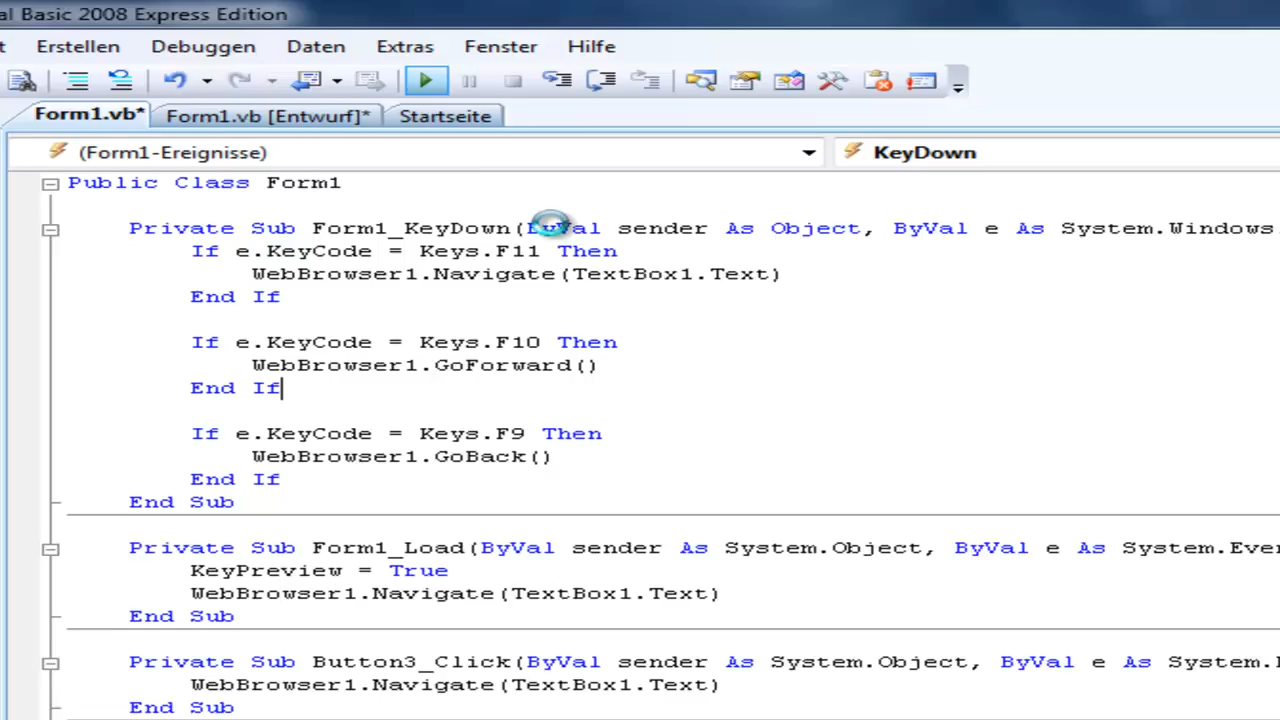 al Basic 2008 Express Edition
t Erstellen Debuggen Daten Extras Fenster Hilfe
Form1.vb* Form1.vb [Entwurf]* Startseite
(Form1-Ereignisse) KeyDown
Public Class Form1
Private Sub Form1_KeyDown(ByVal sender As Object, ByVal e As System.Windows.
If e.KeyCode = Keys.F11 Then
WebBrowser1.Navigate(TextBox1.Text)
End If
If e.KeyCode = Keys.F10 Then
WebBrowser1.GoForward()
End If
If e.KeyCode = Keys.F9 Then
WebBrowser1.GoBack()
End If
End Sub
Private Sub Form1_Load(ByVal sender As System.Object, ByVal e As System.Even
KeyPreview = True
WebBrowser1.Navigate(TextBox1.Text)
End Sub
Private Sub Button3_Click(ByVal sender As System.Object, ByVal e As System.
WebBrowser1.Navigate(TextBox1.Text)
End Sub